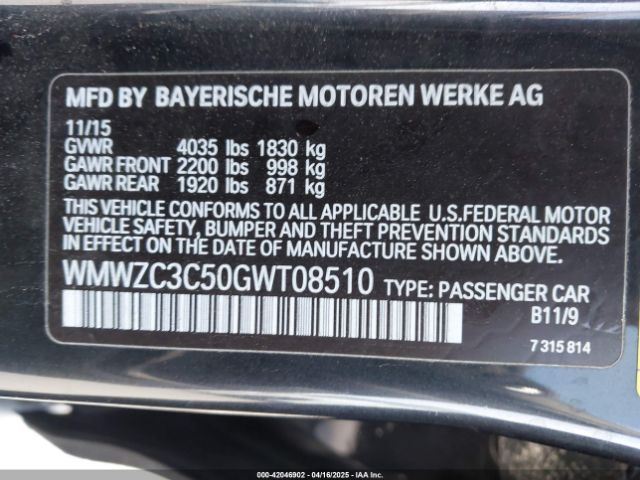 MFD BY BAYERISCHE MOTOREN WERKE AG
11/15
GVWR 4035 lbs 1830 kg
GAWR FRONT 2200 lbs 998 kg
GAWR REAR 1920 lbs 871 kg
THIS VEHICLE CONFORMS TO ALL APPLICABLE U.S.FEDERAL MOTOR
VEHICLE SAFETY, BUMPER AND THEFT PREVENTION STANDARDS
IN EFFECT ON THE DATE OF MANUFACTURE SHOWN ABOVE.
WMWZC3C50GWT08510 TYPE: PASSENGER CAR
B11/9
7 315 814
000-42046902 - 04/16/2025 - IAAI.COM